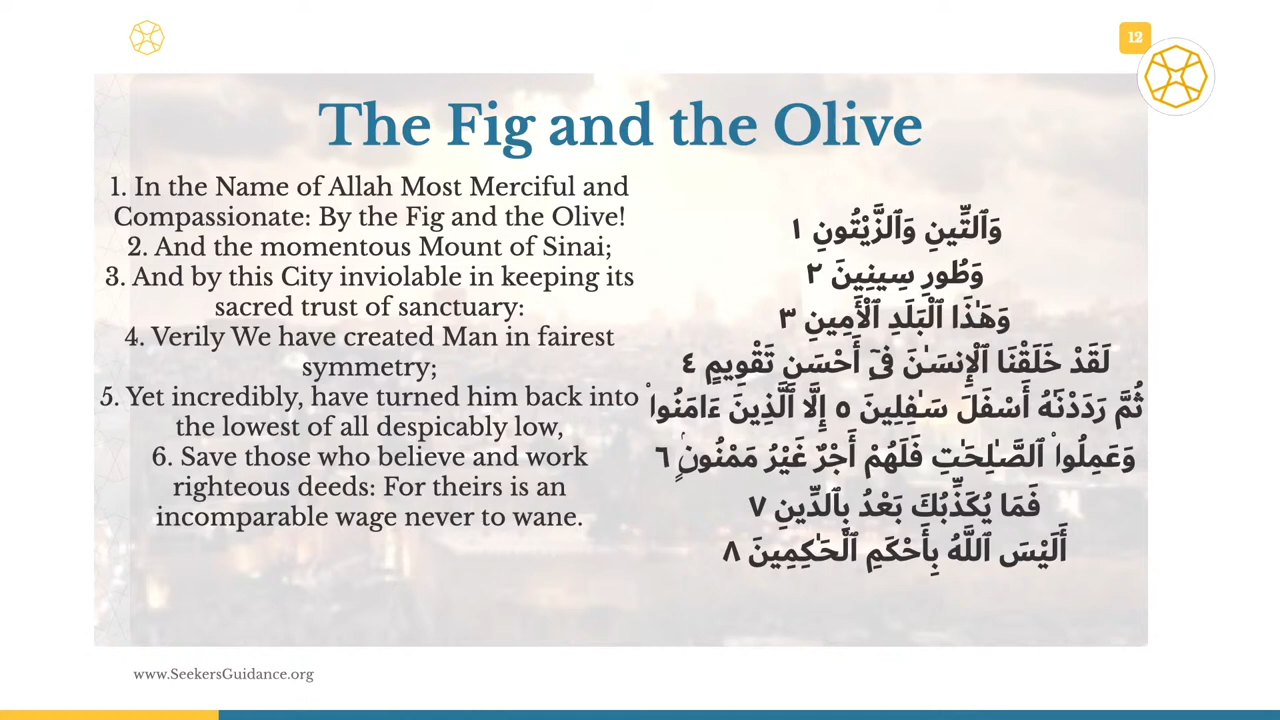 12
The Fig and the Olive
1. In the Name of Allah Most Merciful and
Compassionate: By the Fig and the Olive!
2. And the momentous Mount of Sinai;
3. And by this City inviolable in keeping its
sacred trust of sanctuary:
4. Verily We have created Man in fairest
symmetry;
5. Yet incredibly, have turned him back into
the lowest of all despicably low,
6. Save those who believe and work
righteous deeds: For theirs is an
incomparable wage never to wane.
وَٱلتِّينِ وَٱلزَّيْتُونِ ١
وَطُورِ سِينِينَ ٢
وَهَـٰذَا ٱلْبَلَدِ ٱلْأَمِينِ ٣
لَقَدْ خَلَقْنَا ٱلْإِنسَـٰنَ فِىٓ أَحْسَنِ تَقْوِيمٍ ٤
ثُمَّ رَدَدْنَـٰهُ أَسْفَلَ سَـٰفِلِينَ ٥ إِلَّا ٱلَّذِينَ ءَامَنُوا۟
وَعَمِلُوا۟ ٱلصَّـٰلِحَـٰتِ فَلَهُمْ أَجْرٌ غَيْرُ مَمْنُونٍۢ ٦
فَمَا يُكَذِّبُكَ بَعْدُ بِٱلدِّينِ ٧
أَلَيْسَ ٱللَّهُ بِأَحْكَمِ ٱلْحَـٰكِمِينَ ٨
www.SeekersGuidance.org